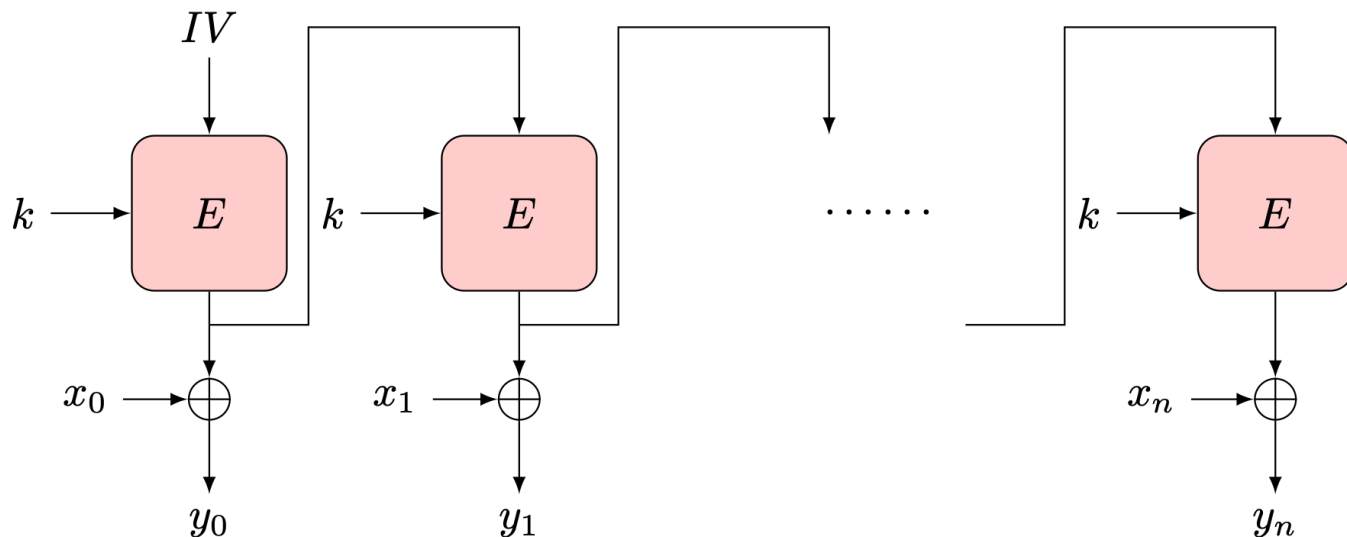 IV
k E k E ...... k E
x₀ x₁ xₙ
y₀ y₁ yₙ